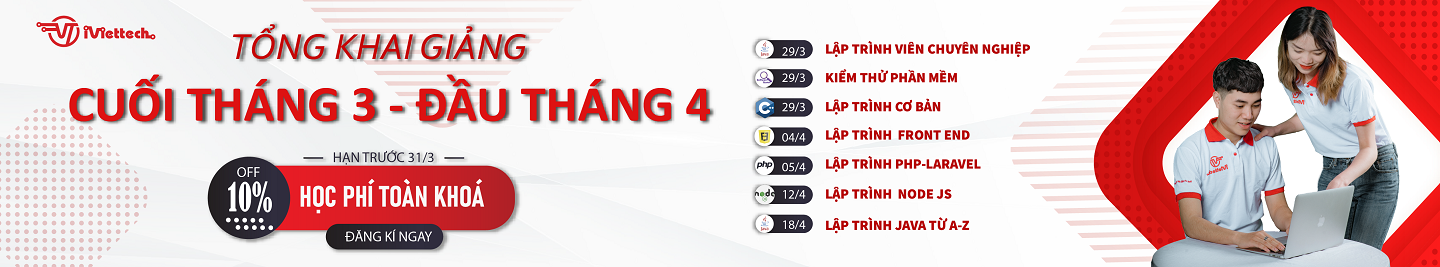 iViettech
TỔNG KHAI GIẢNG
CUỐI THÁNG 3 - ĐẦU THÁNG 4
HẠN TRƯỚC 31/3
OFF
10%
HỌC PHÍ TOÀN KHOÁ
ĐĂNG KÍ NGAY
29/3 LẬP TRÌNH VIÊN CHUYÊN NGHIỆP
29/3 KIỂM THỬ PHẦN MỀM
29/3 LẬP TRÌNH CƠ BẢN
04/4 LẬP TRÌNH FRONT END
php 05/4 LẬP TRÌNH PHP-LARAVEL
node 12/4 LẬP TRÌNH NODE JS
18/4 LẬP TRÌNH JAVA TỪ A-Z